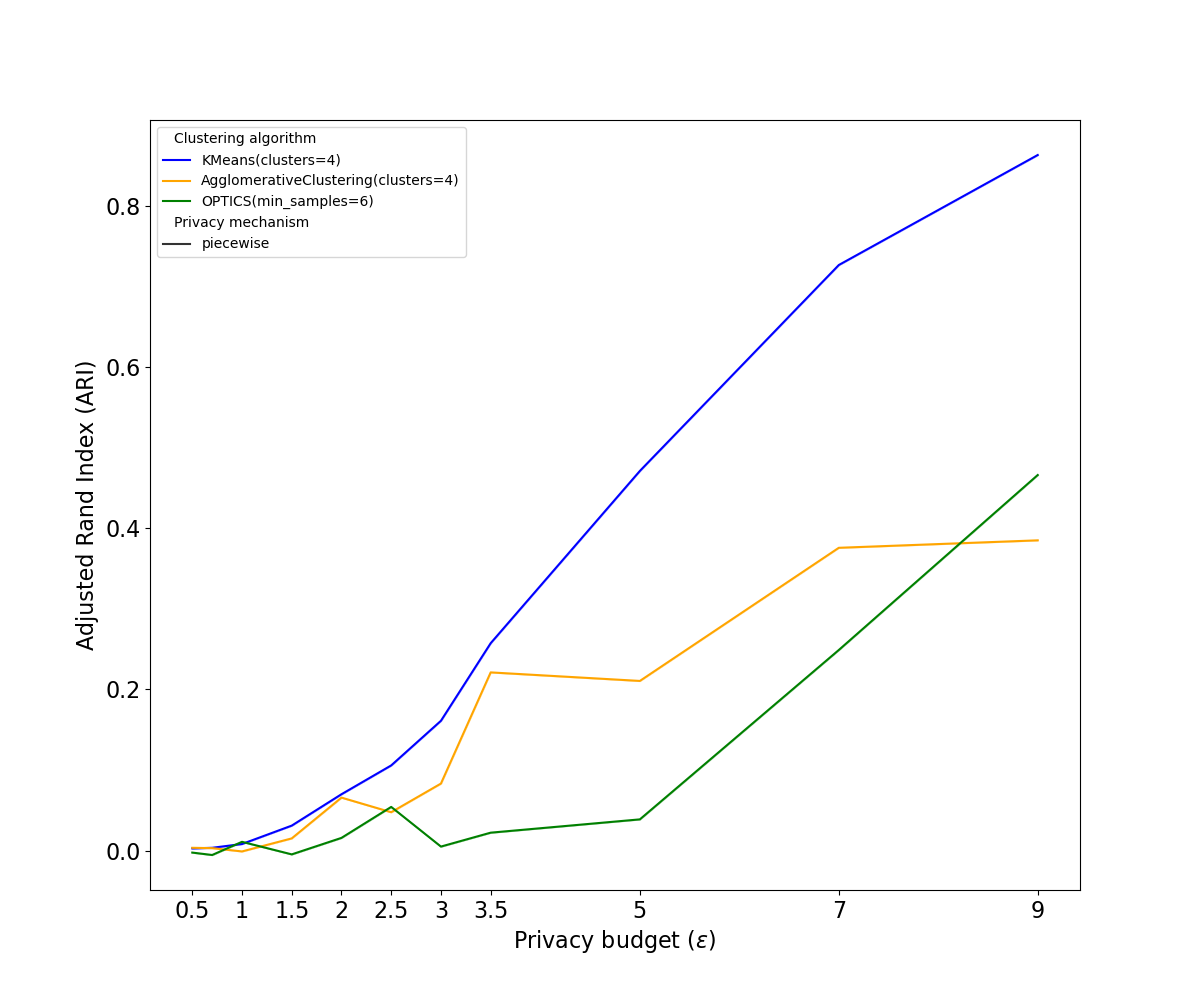 Clustering algorithm
KMeans(clusters=4)
AgglomerativeClustering(clusters=4)
OPTICS(min_samples=6)
Privacy mechanism
piecewise
0.8
0.6
0.4
0.2
0.0
Adjusted Rand Index (ARI)
0.5 1 1.5 2 2.5 3 3.5 5 7 9
Privacy budget (ε)